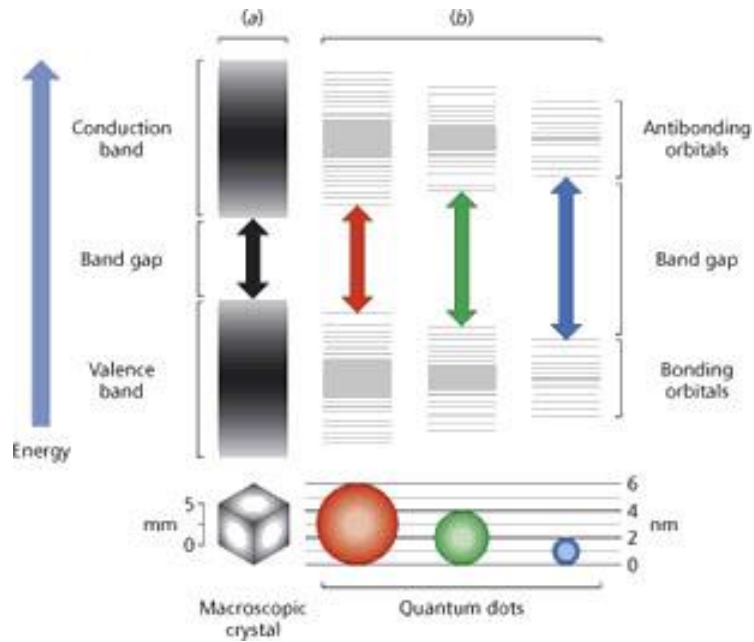 (a)
(b)
Conduction
band
Antibonding
orbitals
Band gap
Band gap
Valence
band
Bonding
orbitals
Energy
5
mm
0
6
4
nm
2
0
Macroscopic
crystal
Quantum dots